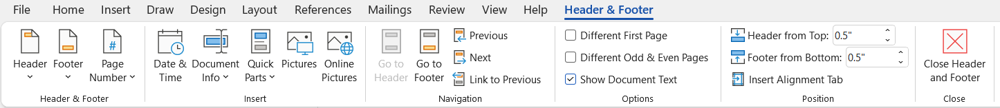 File Home Insert Draw Design Layout References Mailings Review View Help Header & Footer
Header
Footer
Page
Number
#
Header & Footer
Date &
Time
Document
Info
Quick
Parts
Pictures
Online
Pictures
Insert
Go to
Header
Go to
Footer
Previous
Next
Link to Previous
Navigation
Different First Page
Different Odd & Even Pages
Show Document Text
Options
Header from Top: 0.5"
Footer from Bottom: 0.5"
Insert Alignment Tab
Position
Close Header
and Footer
Close